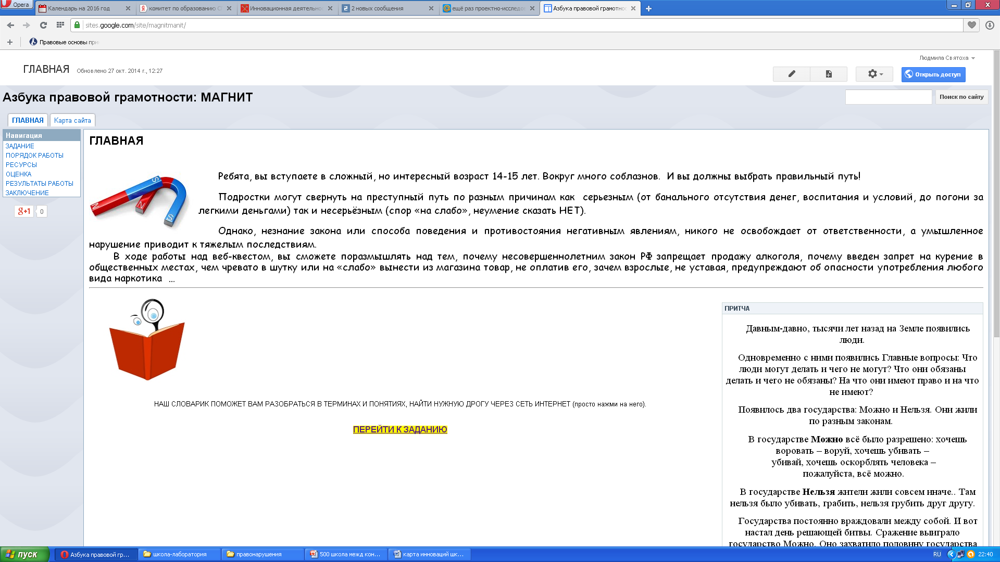 Opera
Календарь на 2016 год
комитет по образованию С
Инновационная деятельно
2 новых сообщения
ещё раз проектно-исследо
Азбука правовой грамотно
sites.google.com/site/magnitmanit/
Правовые основы при
Людмила Святоха
ГЛАВНАЯ Обновлено 27 окт. 2014 г., 12:27
Открыть доступ
Азбука правовой грамотности: МАГНИТ
Поиск по сайту
ГЛАВНАЯ
Карта сайта
Навигация
ЗАДАНИЕ
ПОРЯДОК РАБОТЫ
РЕСУРСЫ
ОЦЕНКА
РЕЗУЛЬТАТЫ РАБОТЫ
ЗАКЛЮЧЕНИЕ
g+1 0
ГЛАВНАЯ
N S N S
Ребята, вы вступаете в сложный, но интересный возраст 14-15 лет. Вокруг много соблазнов. И вы должны выбрать правильный путь!
Подростки могут свернуть на преступный путь по разным причинам как серьезным (от банального отсутствия денег, воспитания и условий, до погони за
легкими деньгами) так и несерьёзным (спор «на слабо», неумение сказать НЕТ).
Однако, незнание закона или способа поведения и противостояния негативным явлениям, никого не освобождает от ответственности, а умышленное
нарушение приводит к тяжелым последствиям.
В ходе работы над веб-квестом, вы сможете поразмышлять над тем, почему несовершеннолетним закон РФ запрещает продажу алкоголя, почему введен запрет на курение в
общественных местах, чем чревато в шутку или на «слабо» вынести из магазина товар, не оплатив его, зачем взрослые, не уставая, предупреждают об опасности употребления любого
вида наркотика ...
НАШ СЛОВАРИК ПОМОЖЕТ ВАМ РАЗОБРАТЬСЯ В ТЕРМИНАХ И ПОНЯТИЯХ, НАЙТИ НУЖНУЮ ДРОГУ ЧЕРЕЗ СЕТЬ ИНТЕРНЕТ (просто нажми на него).
ПЕРЕЙТИ К ЗАДАНИЮ
ПРИТЧА
Давным-давно, тысячи лет назад на Земле появились
люди.
Одновременно с ними появились Главные вопросы: Что
люди могут делать и чего не могут? Что они обязаны
делать и чего не обязаны? На что они имеют право и на что
не имеют?
Появилось два государства: Можно и Нельзя. Они жили
по разным законам.
В государстве Можно всё было разрешено: хочешь
воровать – воруй, хочешь убивать –
убивай, хочешь оскорблять человека –
пожалуйста, всё можно.
В государстве Нельзя жители жили совсем иначе.. Там
нельзя было убивать, грабить, нельзя грубить друг другу.
Государства постоянно враждовали между собой. И вот
настал день решающей битвы. Сражение выиграло
государство Можно. Оно захватило половину государства
пуск
Азбука правовой гр...
школа-лаборатория
правонарушения
500 школа межд кон...
карта инноваций шк...
RU
22:40